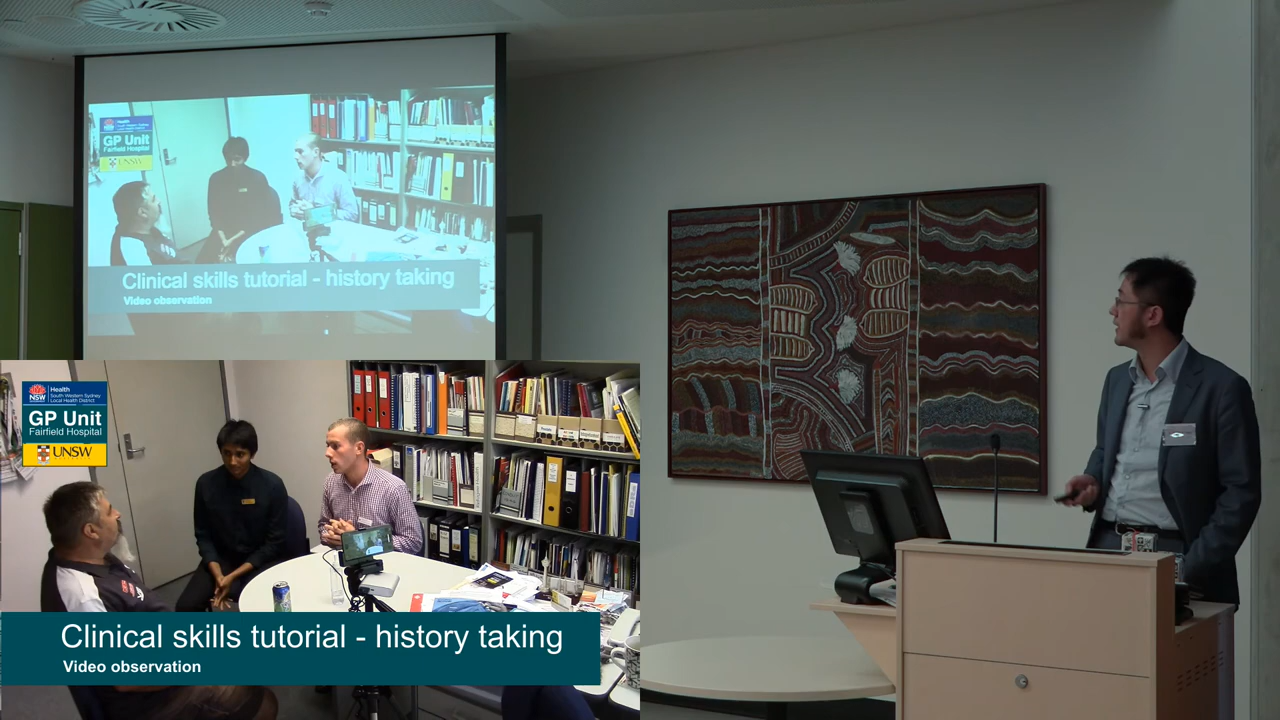 Health
GP Unit
Fairfield Hospital
UNSW
Clinical skills tutorial - history taking
Video observation
Health
South Western Sydney
Local Health District
NSW
GP Unit
Fairfield Hospital
UNSW
Clinical skills tutorial - history taking
Video observation